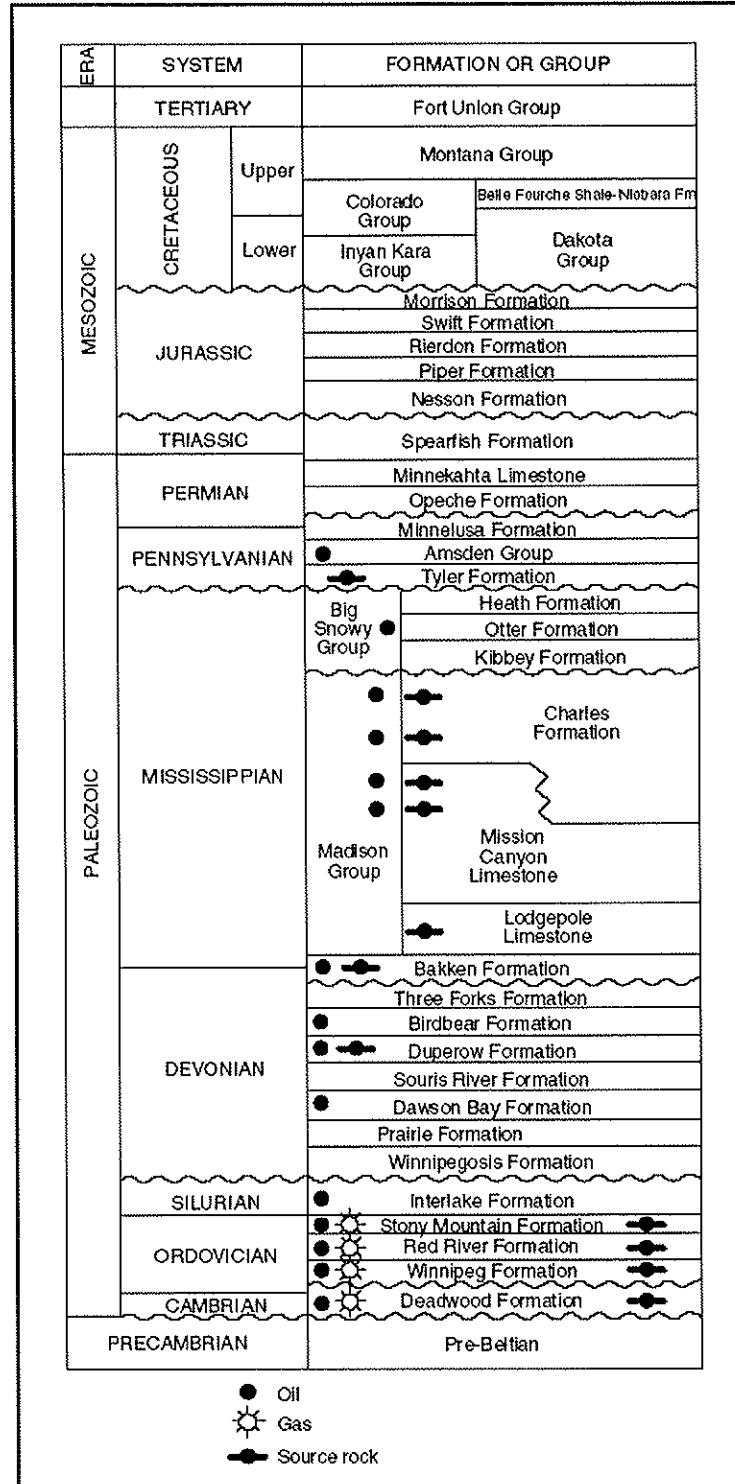 ERA
SYSTEM
FORMATION OR GROUP
TERTIARY
Fort Union Group
MESOZOIC
CRETACEOUS
Upper
Lower
Montana Group
Colorado
Group
Belle Fourche Shale-Niobara Fm
Inyan Kara
Group
Dakota
Group
JURASSIC
Morrison Formation
Swift Formation
Rierdon Formation
Piper Formation
Nesson Formation
TRIASSIC
Spearfish Formation
PALEOZOIC
PERMIAN
Minnekahta Limestone
Opeche Formation
PENNSYLVANIAN
Minnelusa Formation
Amsden Group
Tyler Formation
MISSISSIPPIAN
Big
Snowy
Group
Heath Formation
Otter Formation
Kibbey Formation
Madison
Group
Charles
Formation
Mission
Canyon
Limestone
Lodgepole
Limestone
Bakken Formation
DEVONIAN
Three Forks Formation
Birdbear Formation
Duperow Formation
Souris River Formation
Dawson Bay Formation
Prairie Formation
Winnipegosis Formation
SILURIAN
Interlake Formation
ORDOVICIAN
Stony Mountain Formation
Red River Formation
Winnipeg Formation
CAMBRIAN
Deadwood Formation
PRECAMBRIAN
Pre-Beltian
Oil
Gas
Source rock